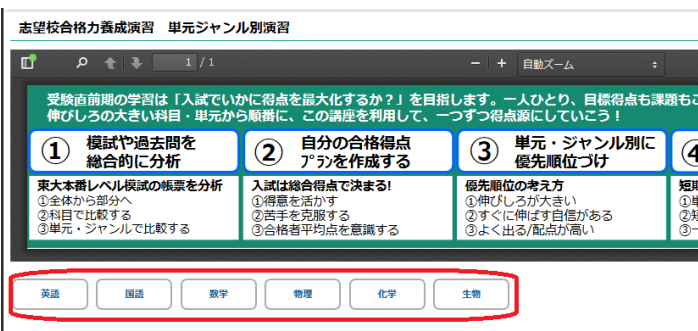 志望校合格力養成演習　単元ジャンル別演習
1 / 1
− + 自動ズーム
受験直前期の学習は「入試でいかに得点を最大化するか？」を目指します。一人ひとり、目標得点も課題も
伸びしろの大きい科目・単元から順番に、この講座を利用して、一つずつ得点源にしていこう！
① 模試や過去問を
総合的に分析
東大本番レベル模試の帳票を分析
①全体から部分へ
②科目で比較する
③単元・ジャンルで比較する
② 自分の合格得点
プランを作成する
入試は総合得点で決まる!
①得意を活かす
②苦手を克服する
③合格者平均点を意識する
③ 単元・ジャンル別に
優先順位づけ
優先順位の考え方
①伸びしろが大きい
②すぐに伸ばす自信がある
③よく出る/配点が高い
④
短期
①
②
③
英語 国語 数学 物理 化学 生物